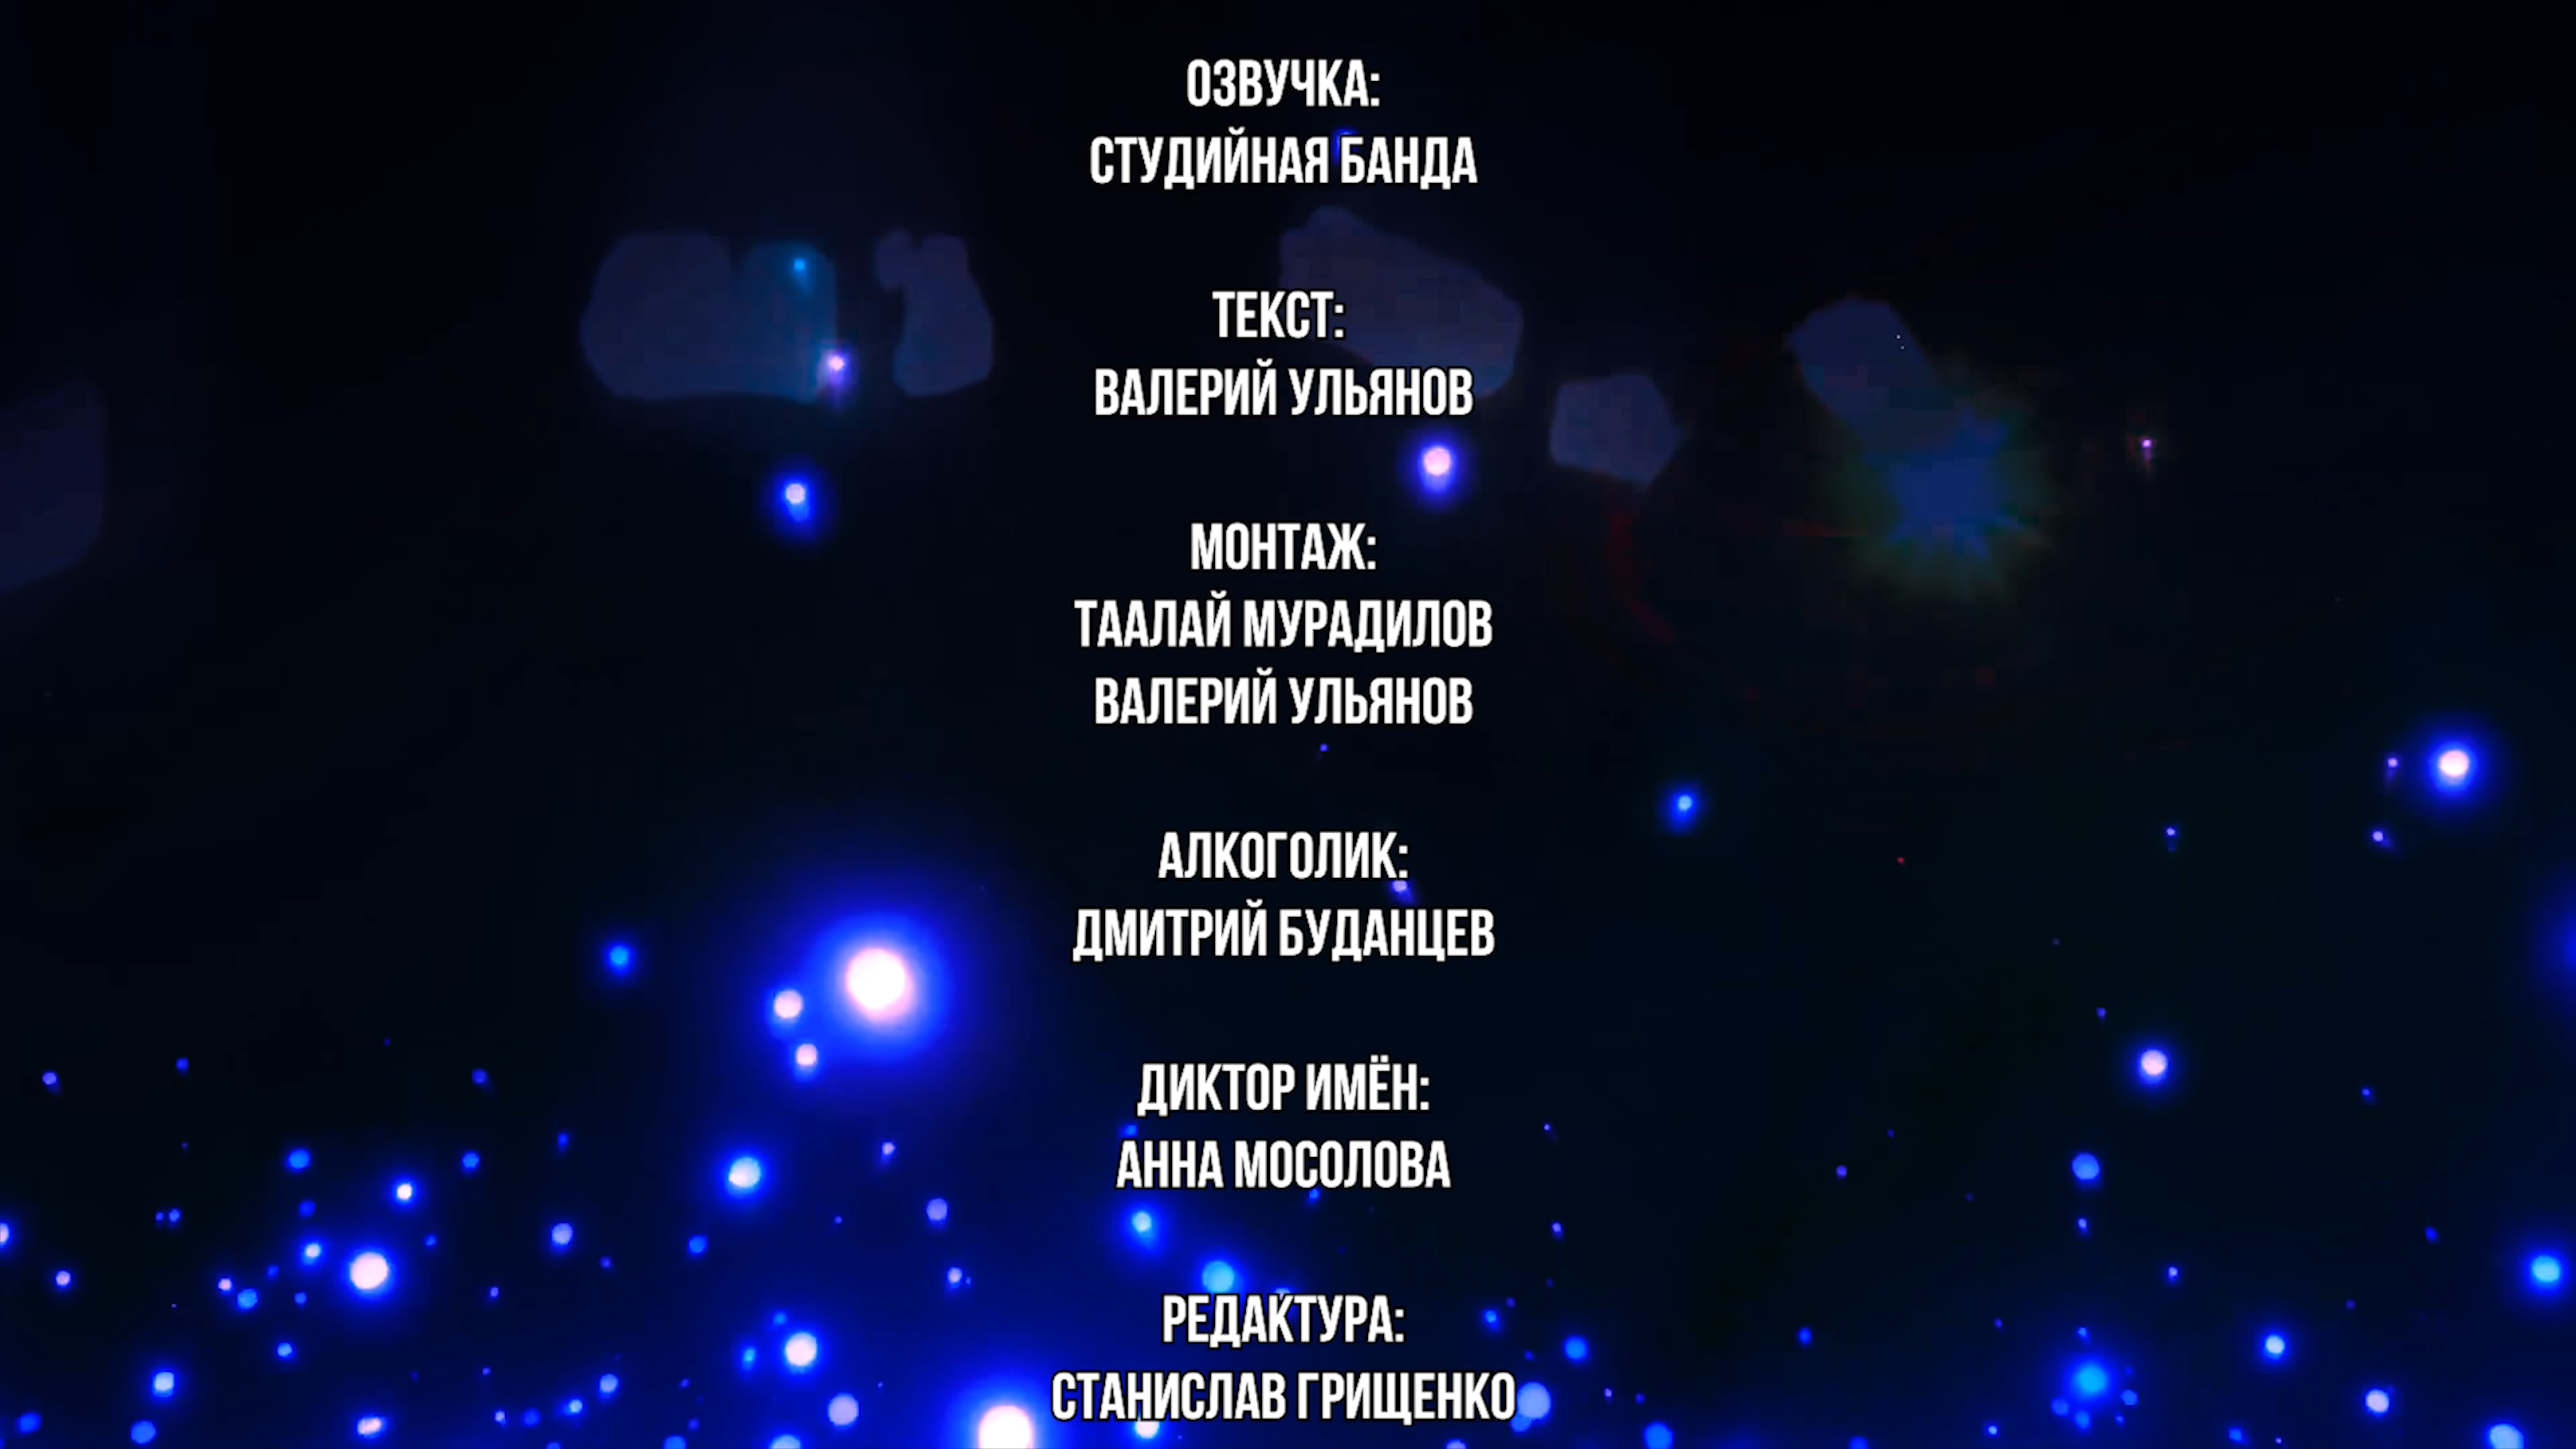 ОЗВУЧКА:
СТУДИЙНАЯ БАНДА
ТЕКСТ:
ВАЛЕРИЙ УЛЬЯНОВ
МОНТАЖ:
ТААЛАЙ МУРАДИЛОВ
ВАЛЕРИЙ УЛЬЯНОВ
АЛКОГОЛИК:
ДМИТРИЙ БУДАНЦЕВ
ДИКТОР ИМЁН:
АННА МОСОЛОВА
РЕДАКТУРА:
СТАНИСЛАВ ГРИЩЕНКО